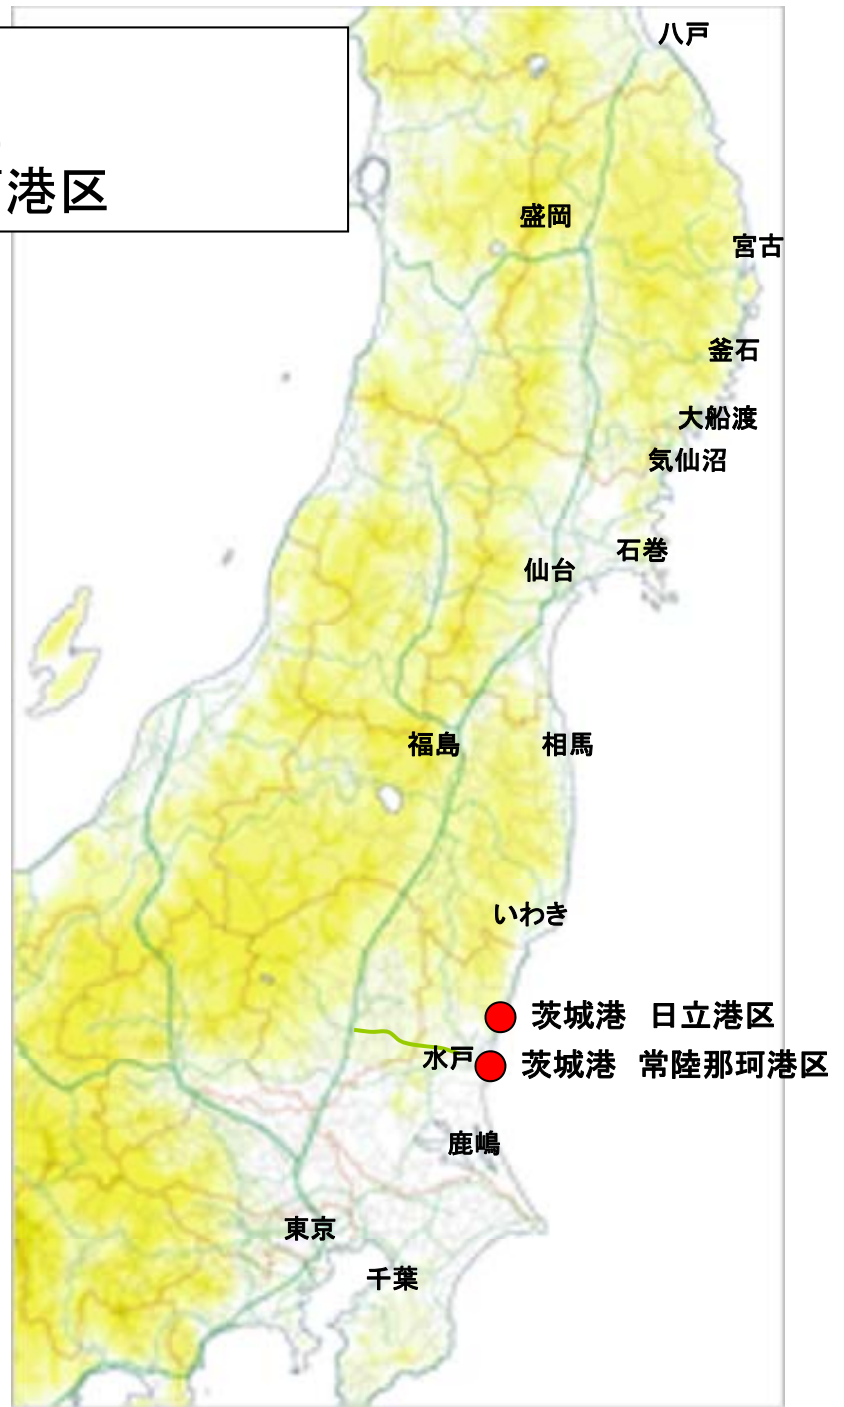 八戸
港区
盛岡
宮古
釜石
大船渡
気仙沼
石巻
仙台
福島
相馬
いわき
茨城港 日立港区
水戸
茨城港 常陸那珂港区
鹿嶋
東京
千葉